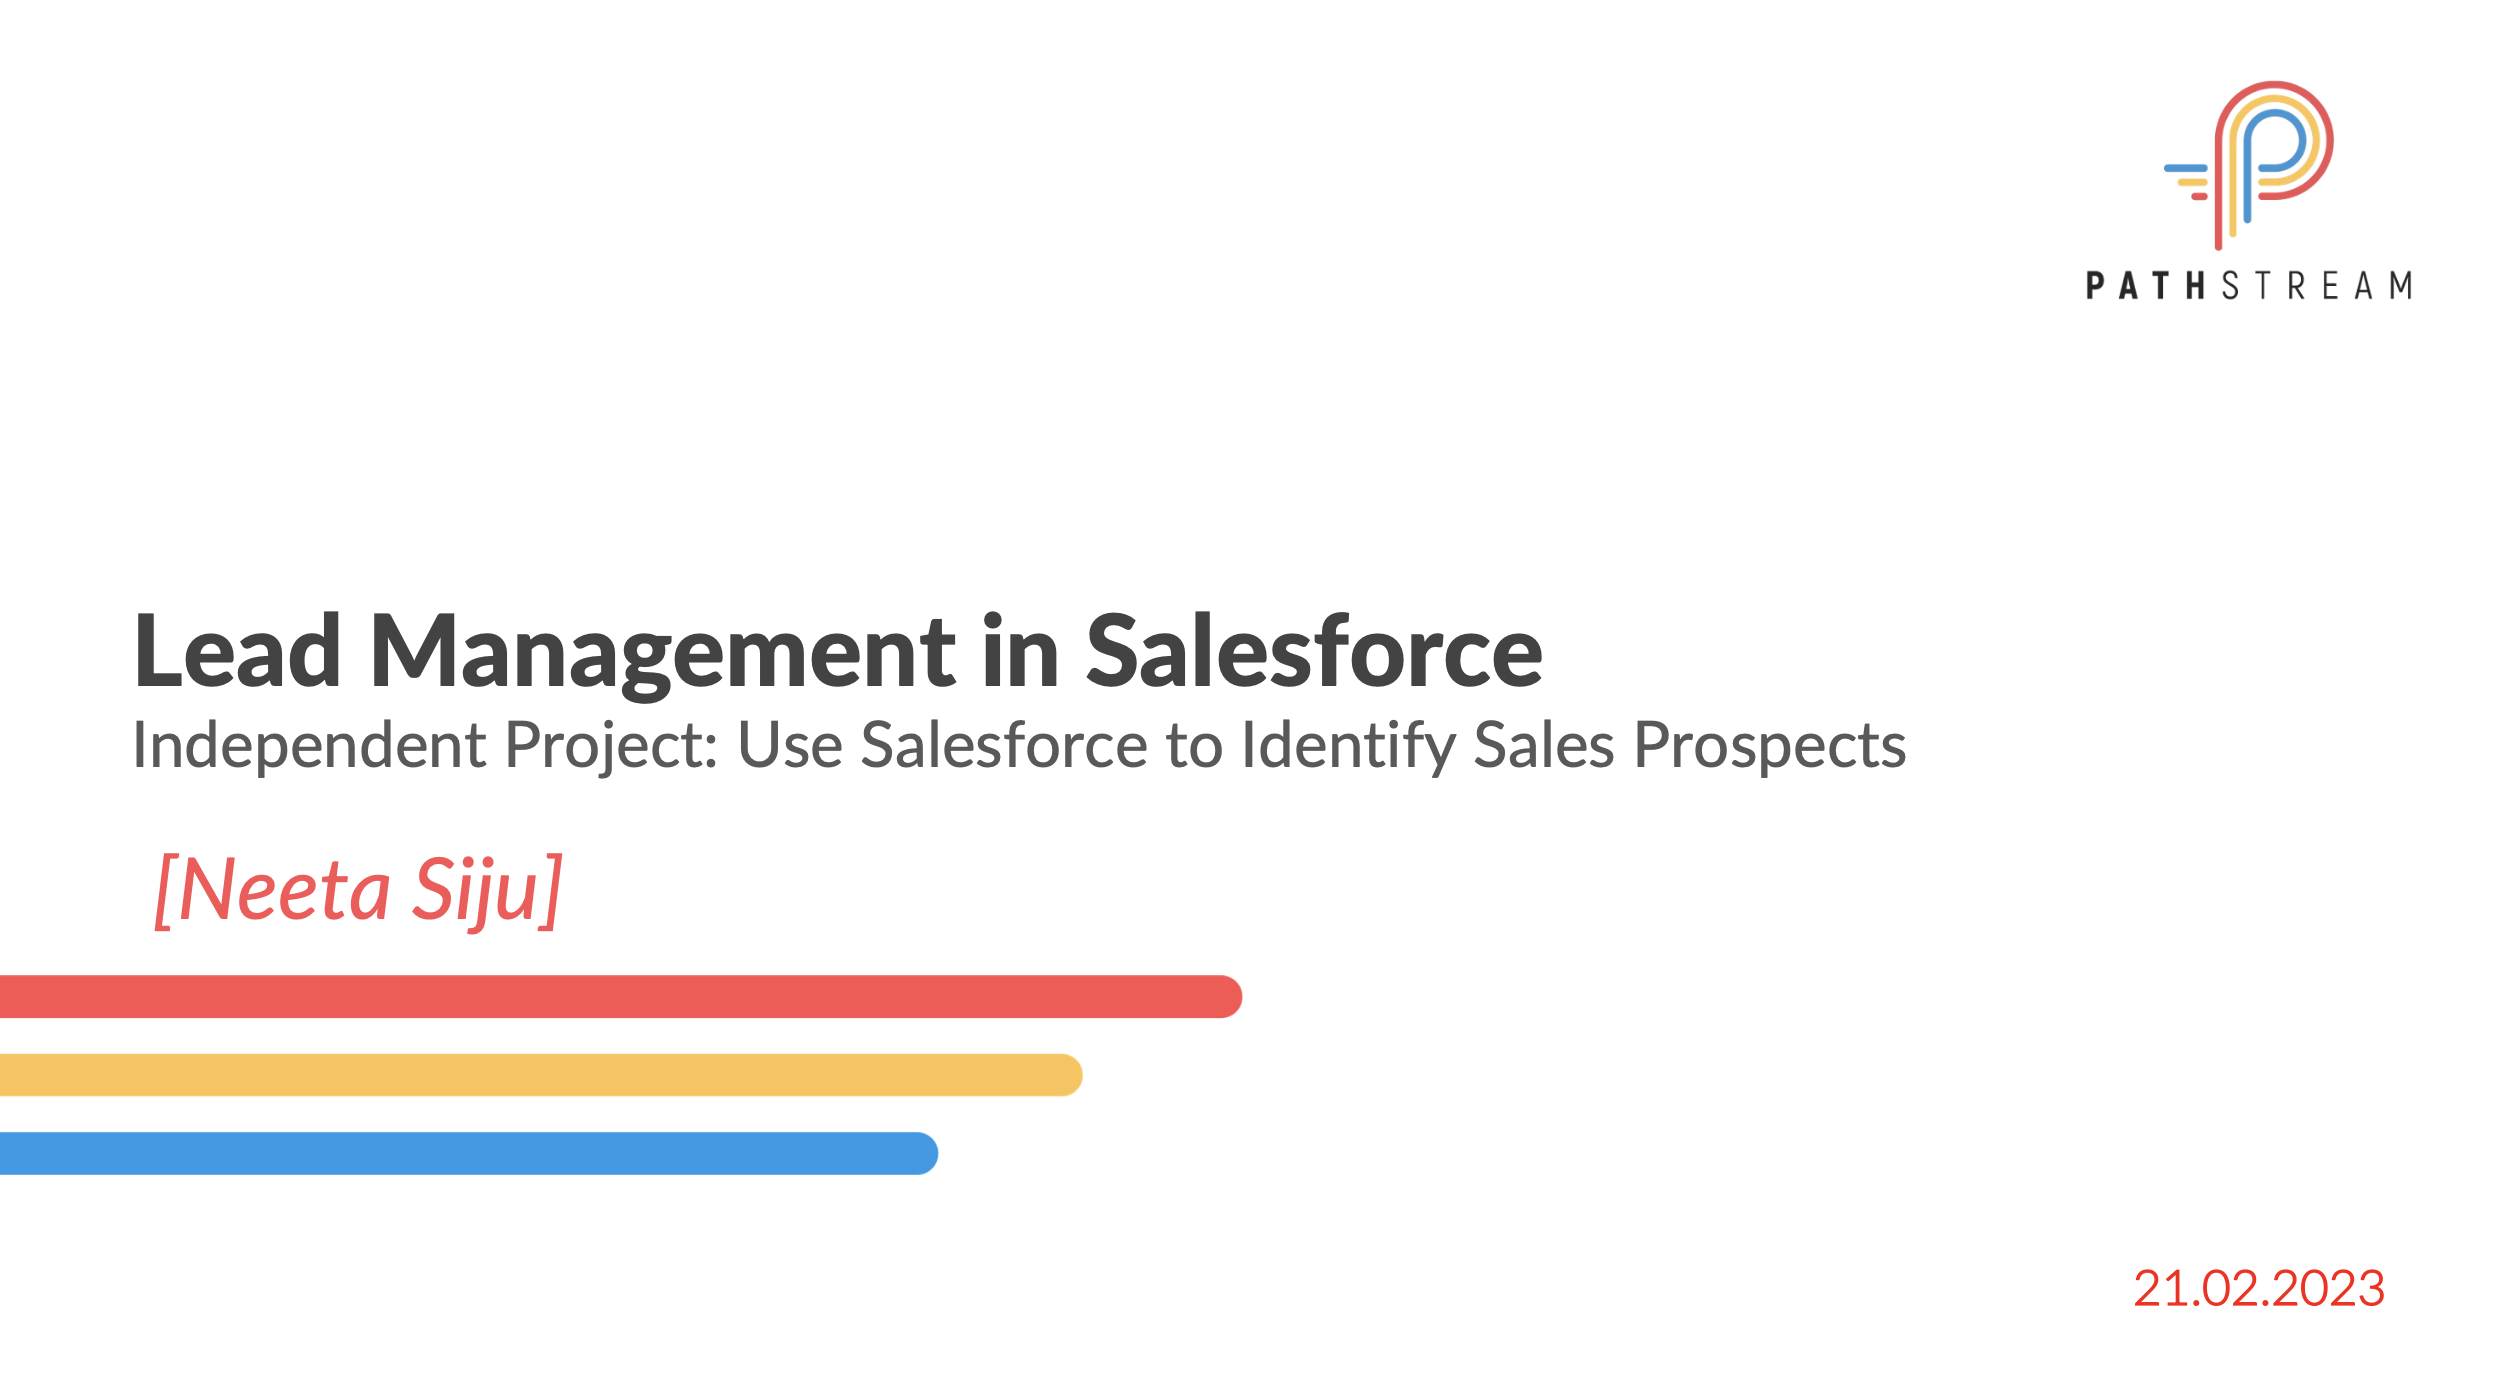 PATHSTREAM
Lead Management in Salesforce
Independent Project: Use Salesforce to Identify Sales Prospects
[Neeta Siju]
21.02.2023